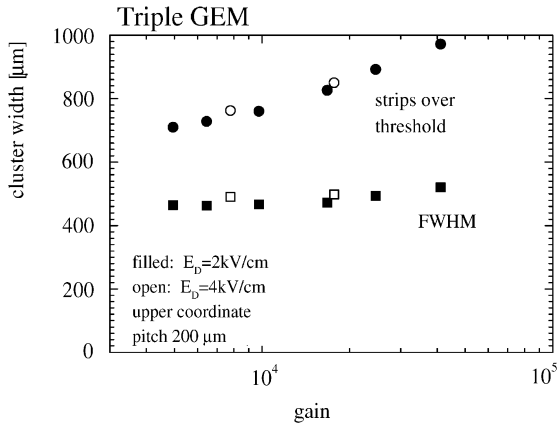 Triple GEM
cluster width [μm]
1000
800
600
400
200
0
strips over
threshold
FWHM
filled: E_D=2kV/cm
open: E_D=4kV/cm
upper coordinate
pitch 200 μm
10^4
10^5
gain